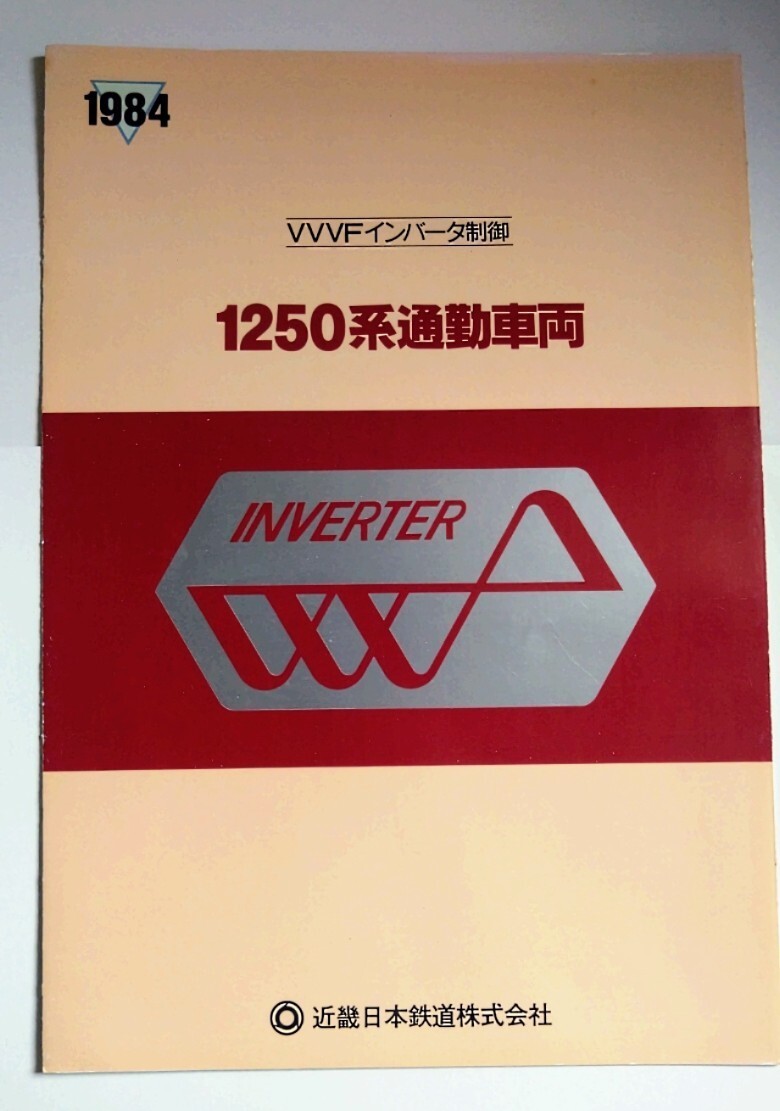 1984
VVVFインバータ制御
1250系通勤車両
INVERTER
近畿日本鉄道株式会社